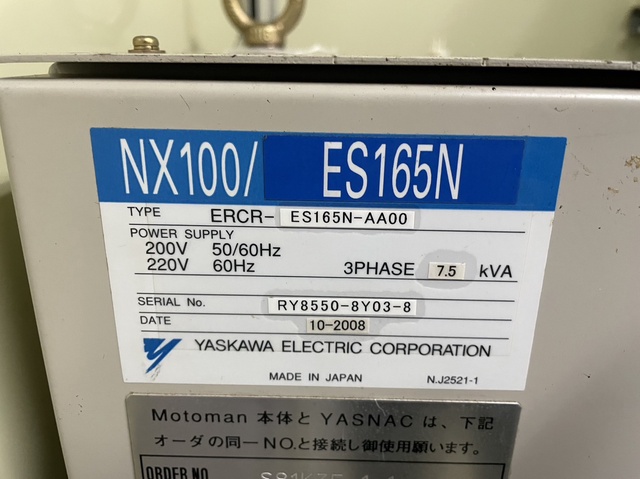 NX100/ ES165N
TYPE ERCR- ES165N-AA00
POWER SUPPLY
200V 50/60Hz
220V 60Hz 3PHASE 7.5 kVA
SERIAL No. RY8550-8Y03-8
DATE 10-2008
YASKAWA ELECTRIC CORPORATION
MADE IN JAPAN N.J2521-1
Motoman 本体と YASNAC は、下記
オーダの同一NO.と接続し御使用願います。
ORDER NO